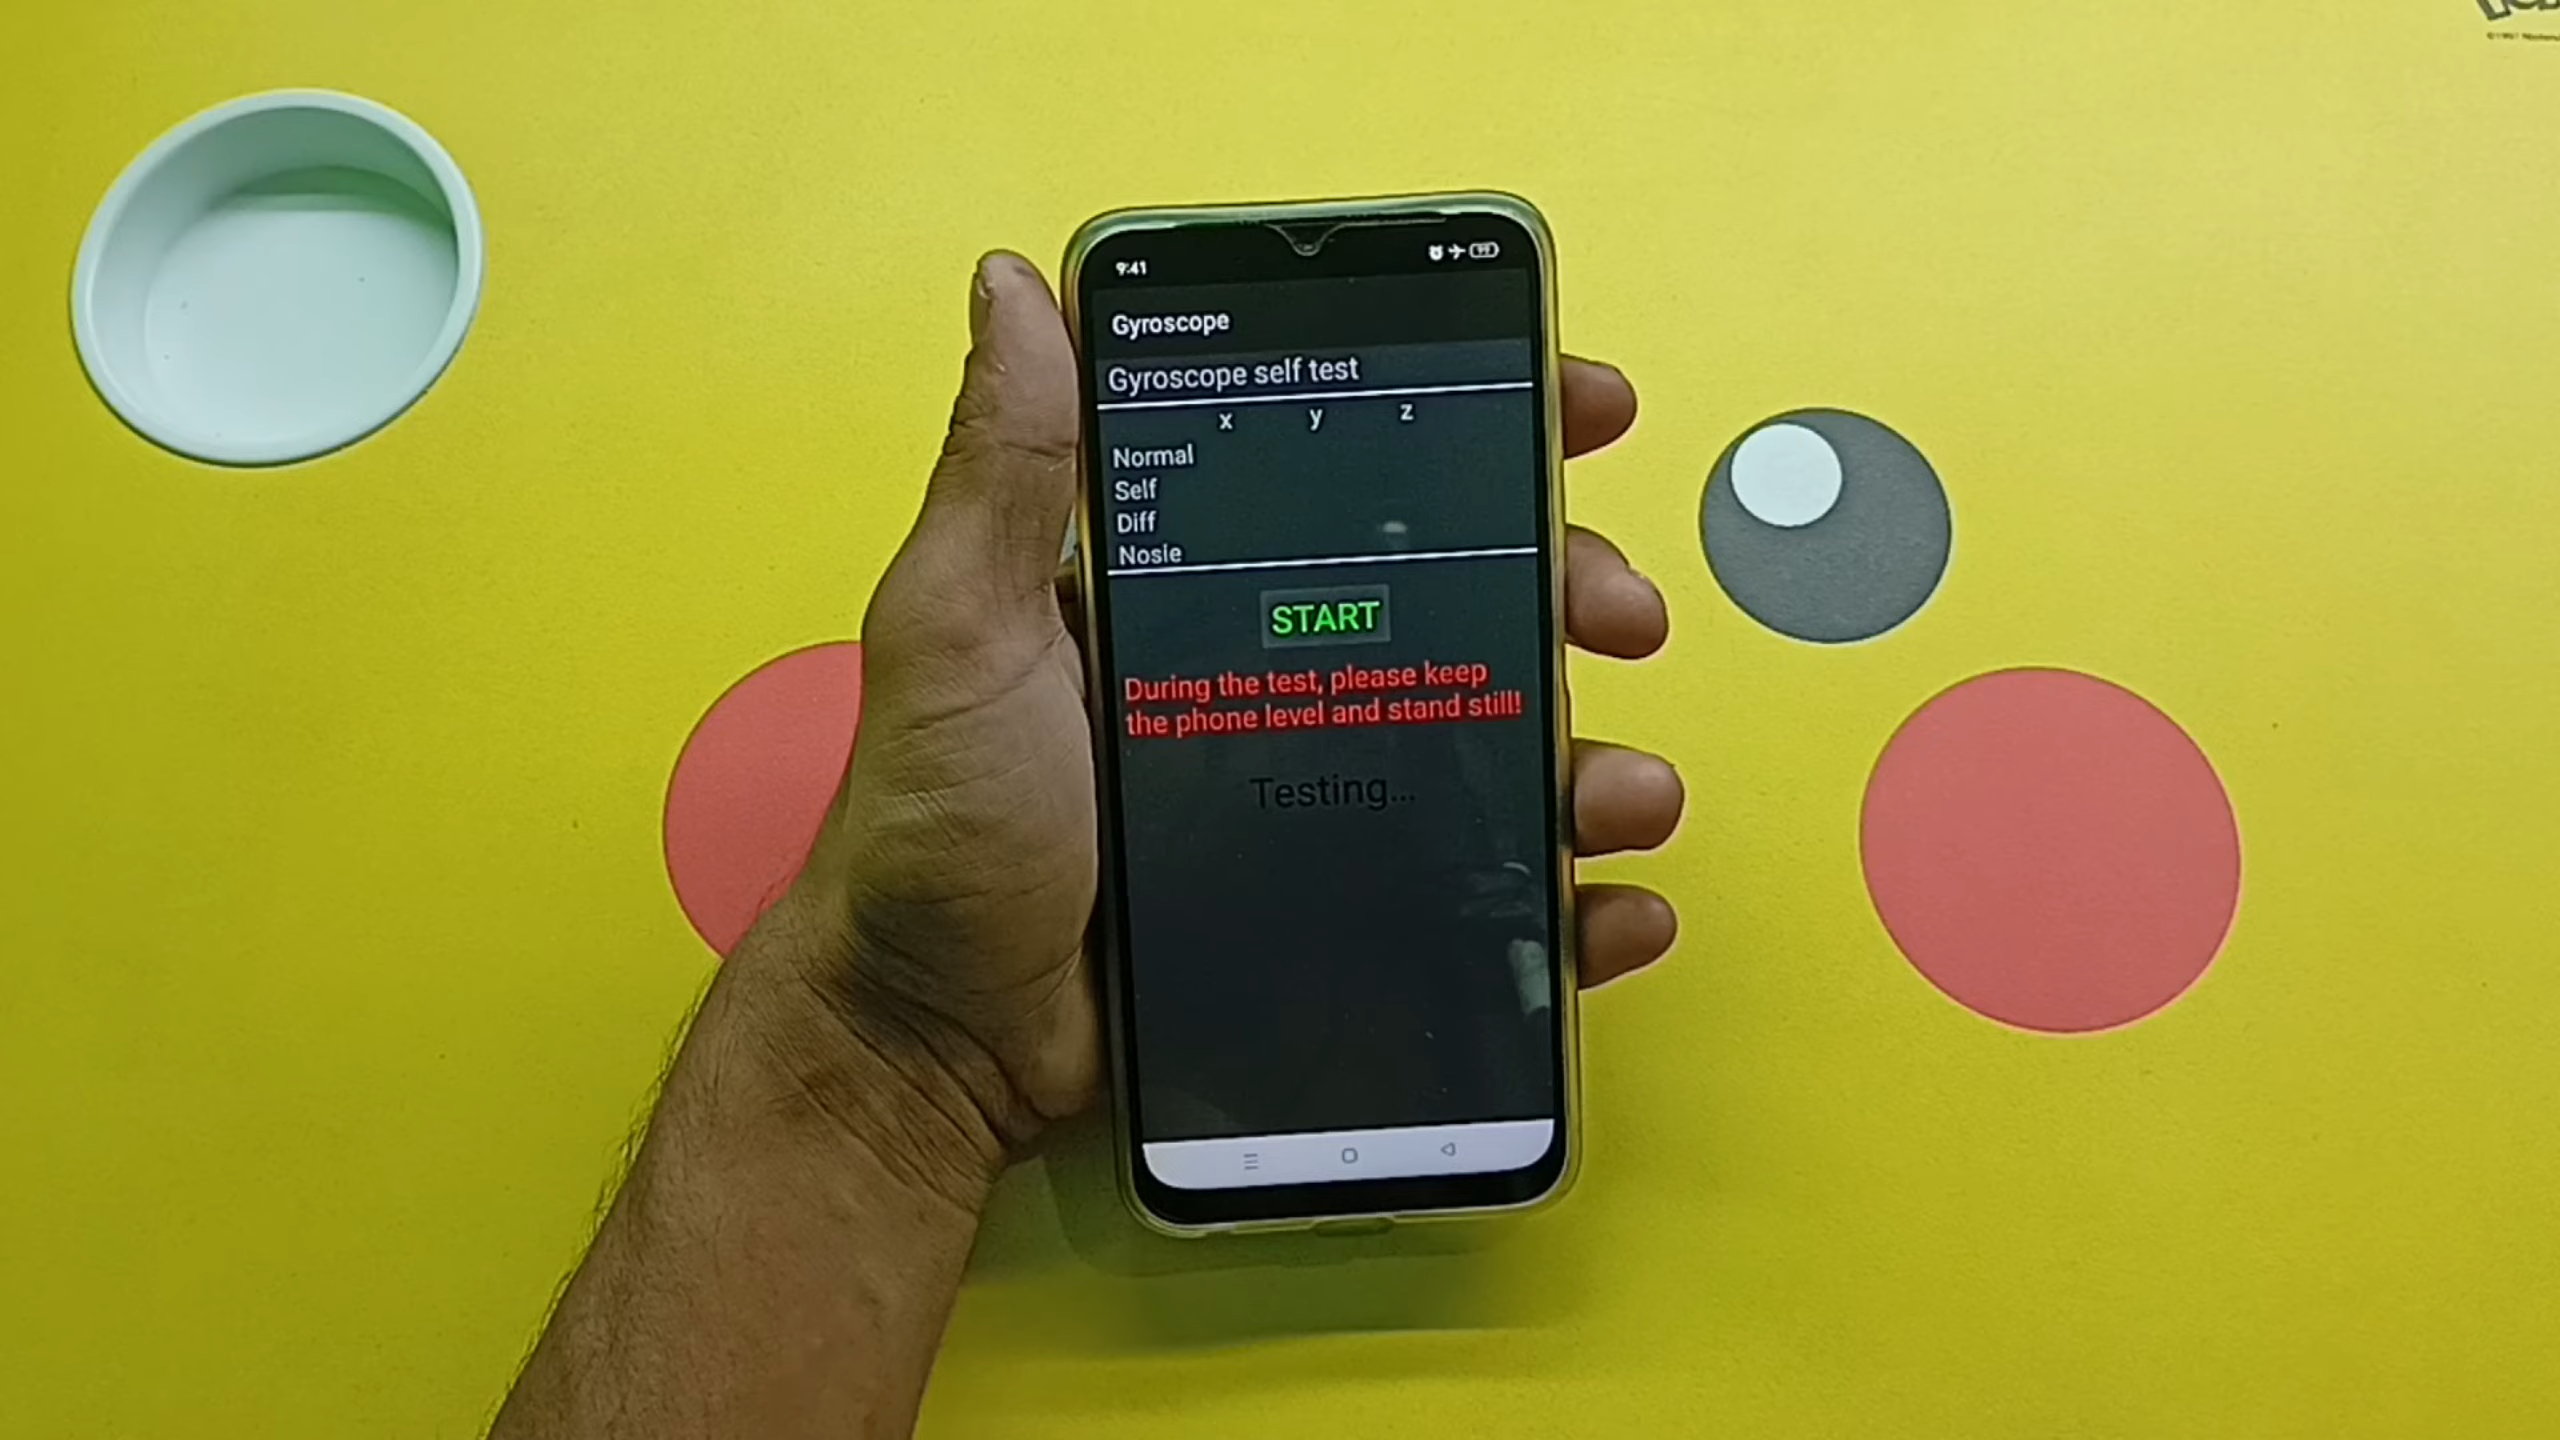 9:41
99
Gyroscope
Gyroscope self test
x y z
Normal
Self
Diff
Nosie
START
During the test, please keep
the phone level and stand still!
Testing...